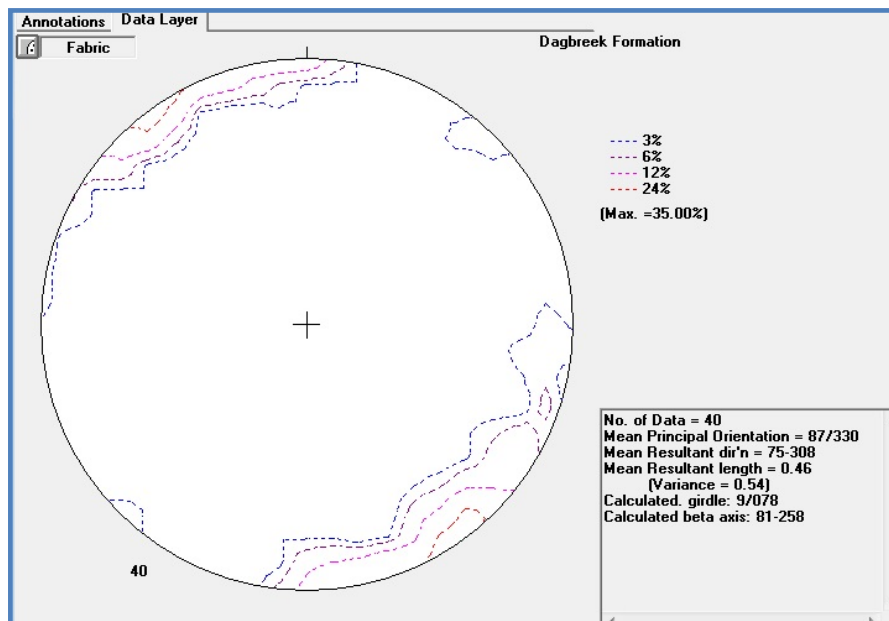 Annotations Data Layer
Fabric
Dagbreek Formation
3%
6%
12%
24%
(Max. =35.00%)
No. of Data = 40
Mean Principal Orientation = 87/330
Mean Resultant dir'n = 75-308
Mean Resultant length = 0.46
(Variance = 0.54)
Calculated. girdle: 9/078
Calculated beta axis: 81-258
40